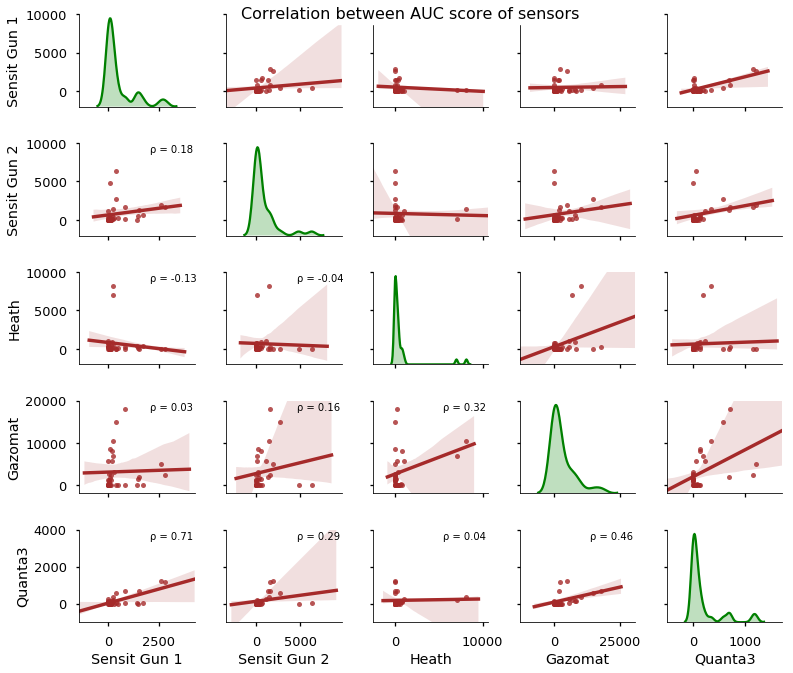 Correlation between AUC score of sensors
Sensit Gun 1
10000
5000
0
Sensit Gun 2
10000
5000
0
ρ = 0.18
Heath
10000
5000
0
ρ = -0.13
ρ = -0.04
Gazomat
20000
10000
0
ρ = 0.03
ρ = 0.16
ρ = 0.32
Quanta3
4000
2000
0
ρ = 0.71
ρ = 0.29
ρ = 0.04
ρ = 0.46
0 2500 0 5000 0 10000 0 25000 0 1000
Sensit Gun 1 Sensit Gun 2 Heath Gazomat Quanta3